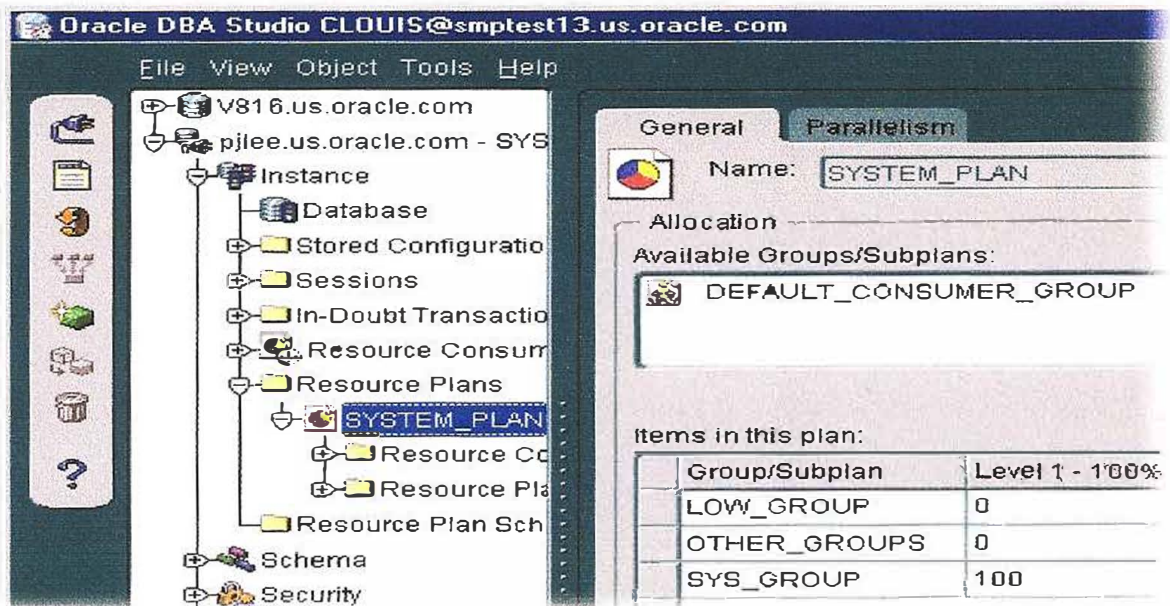 Oracle DBA Studio CLOUIS@smptest13.us.oracle.com
File View Object Tools Help
V816.us.oracle.com
pjlee.us.oracle.com - SYS
Instance
Database
Stored Configuratio
Sessions
In-Doubt Transactio
Resource Consum
Resource Plans
SYSTEM_PLAN
Resource Co
Resource Pla
Resource Plan Sch
Schema
Security
General
Parallelism
Name: SYSTEM_PLAN
Allocation
Available Groups/Subplans:
DEFAULT_CONSUMER_GROUP
Items in this plan:
Group/Subplan Level 1 - 100%
LOW_GROUP 0
OTHER_GROUPS 0
SYS_GROUP 100